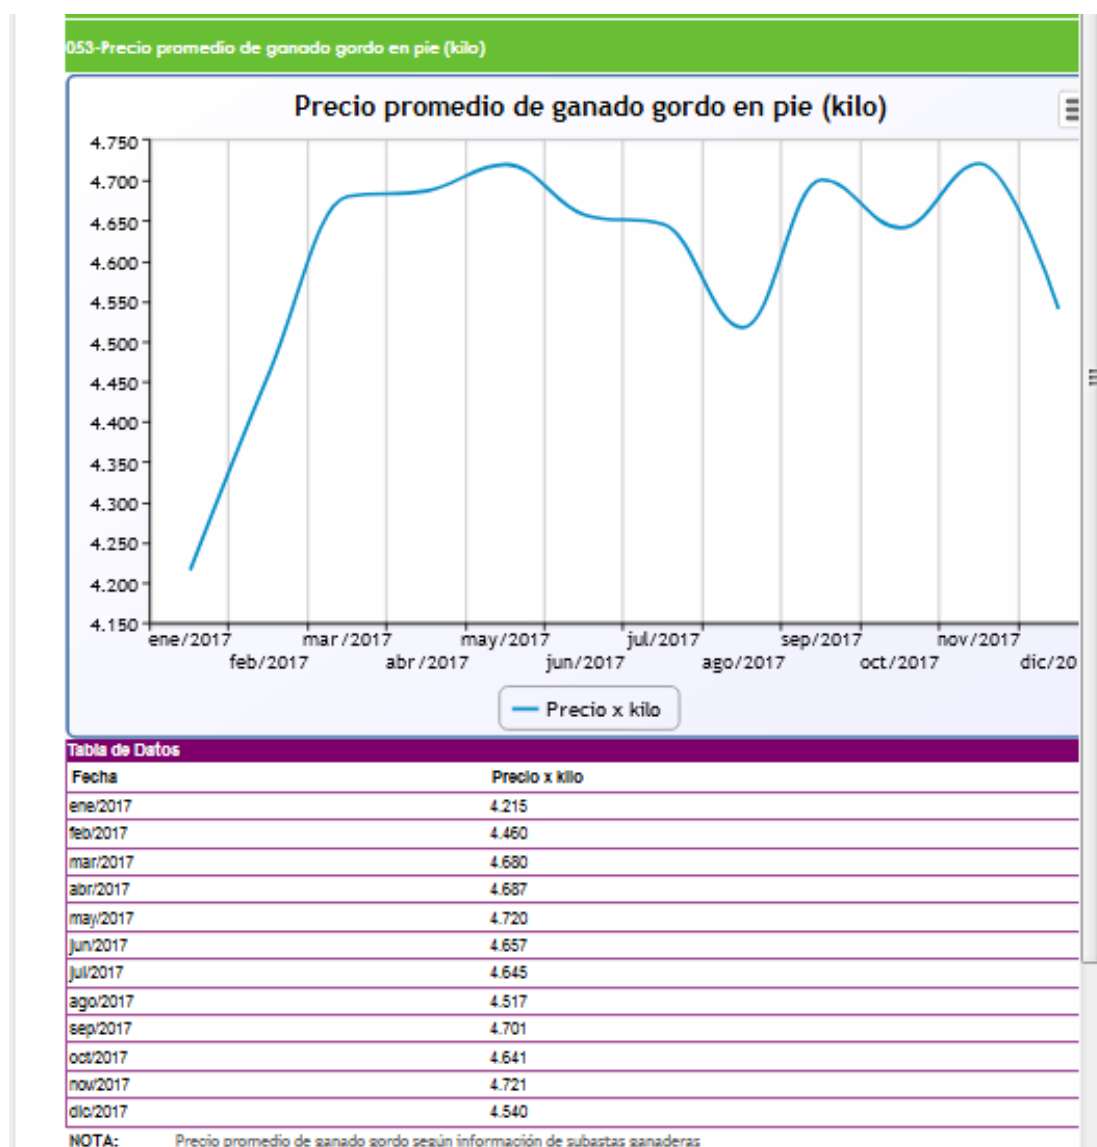 053-Precio promedio de ganado gordo en pie (kilo)
Precio promedio de ganado gordo en pie (kilo)
4.750
4.700
4.650
4.600
4.550
4.500
4.450
4.400
4.350
4.300
4.250
4.200
4.150
ene/2017 mar/2017 may/2017 jul/2017 sep/2017 nov/2017
feb/2017 abr/2017 jun/2017 ago/2017 oct/2017 dic/20
Precio x kilo
Tabla de Datos
Fecha Precio x kilo
ene/2017 4.215
feb/2017 4.460
mar/2017 4.680
abr/2017 4.687
may/2017 4.720
jun/2017 4.657
jul/2017 4.645
ago/2017 4.517
sep/2017 4.701
oct/2017 4.641
nov/2017 4.721
dic/2017 4.540
NOTA: Precio promedio de ganado gordo según información de subastas ganaderas